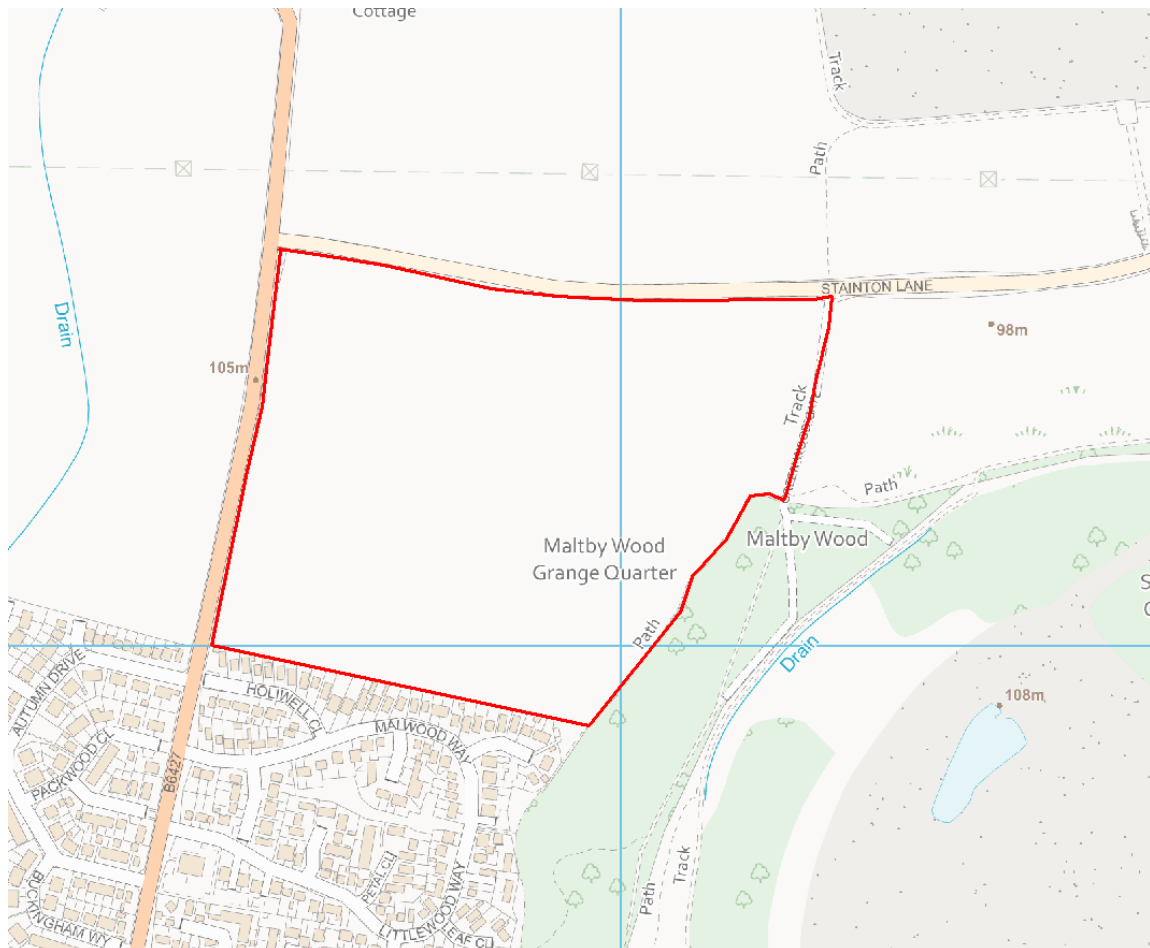 Cottage
Track
Path
Drain
STAINTON LANE
98m
105m
Track
Path
Maltby Wood
Grange Quarter
Maltby Wood
Path
Drain
108m
AUTUMN DRIVE
HOLIWELL CL
MALWOOD WAY
PACKWOOD CL
B6427
BUCKINGHAM WY
PETAL CL
LITTLEWOOD WAY
LEAF CL
Path
Track